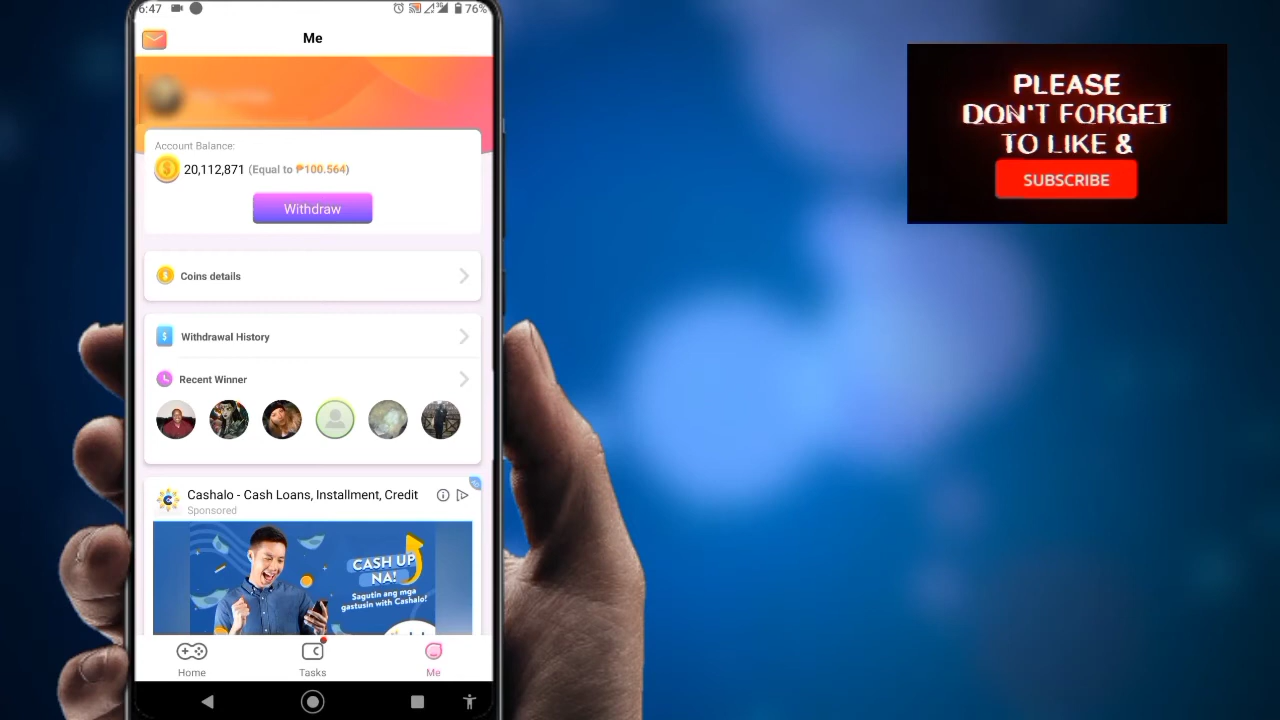 6:47
76%
Me
Account Balance:
20,112,871 (Equal to ₱100.564)
Withdraw
Coins details
Withdrawal History
Recent Winner
Cashalo - Cash Loans, Installment, Credit
Sponsored
CASH UP
NA!
Sagutin ang mga
gastusin with Cashalo!
Home
Tasks
Me
PLEASE
DON'T FORGET
TO LIKE &
SUBSCRIBE